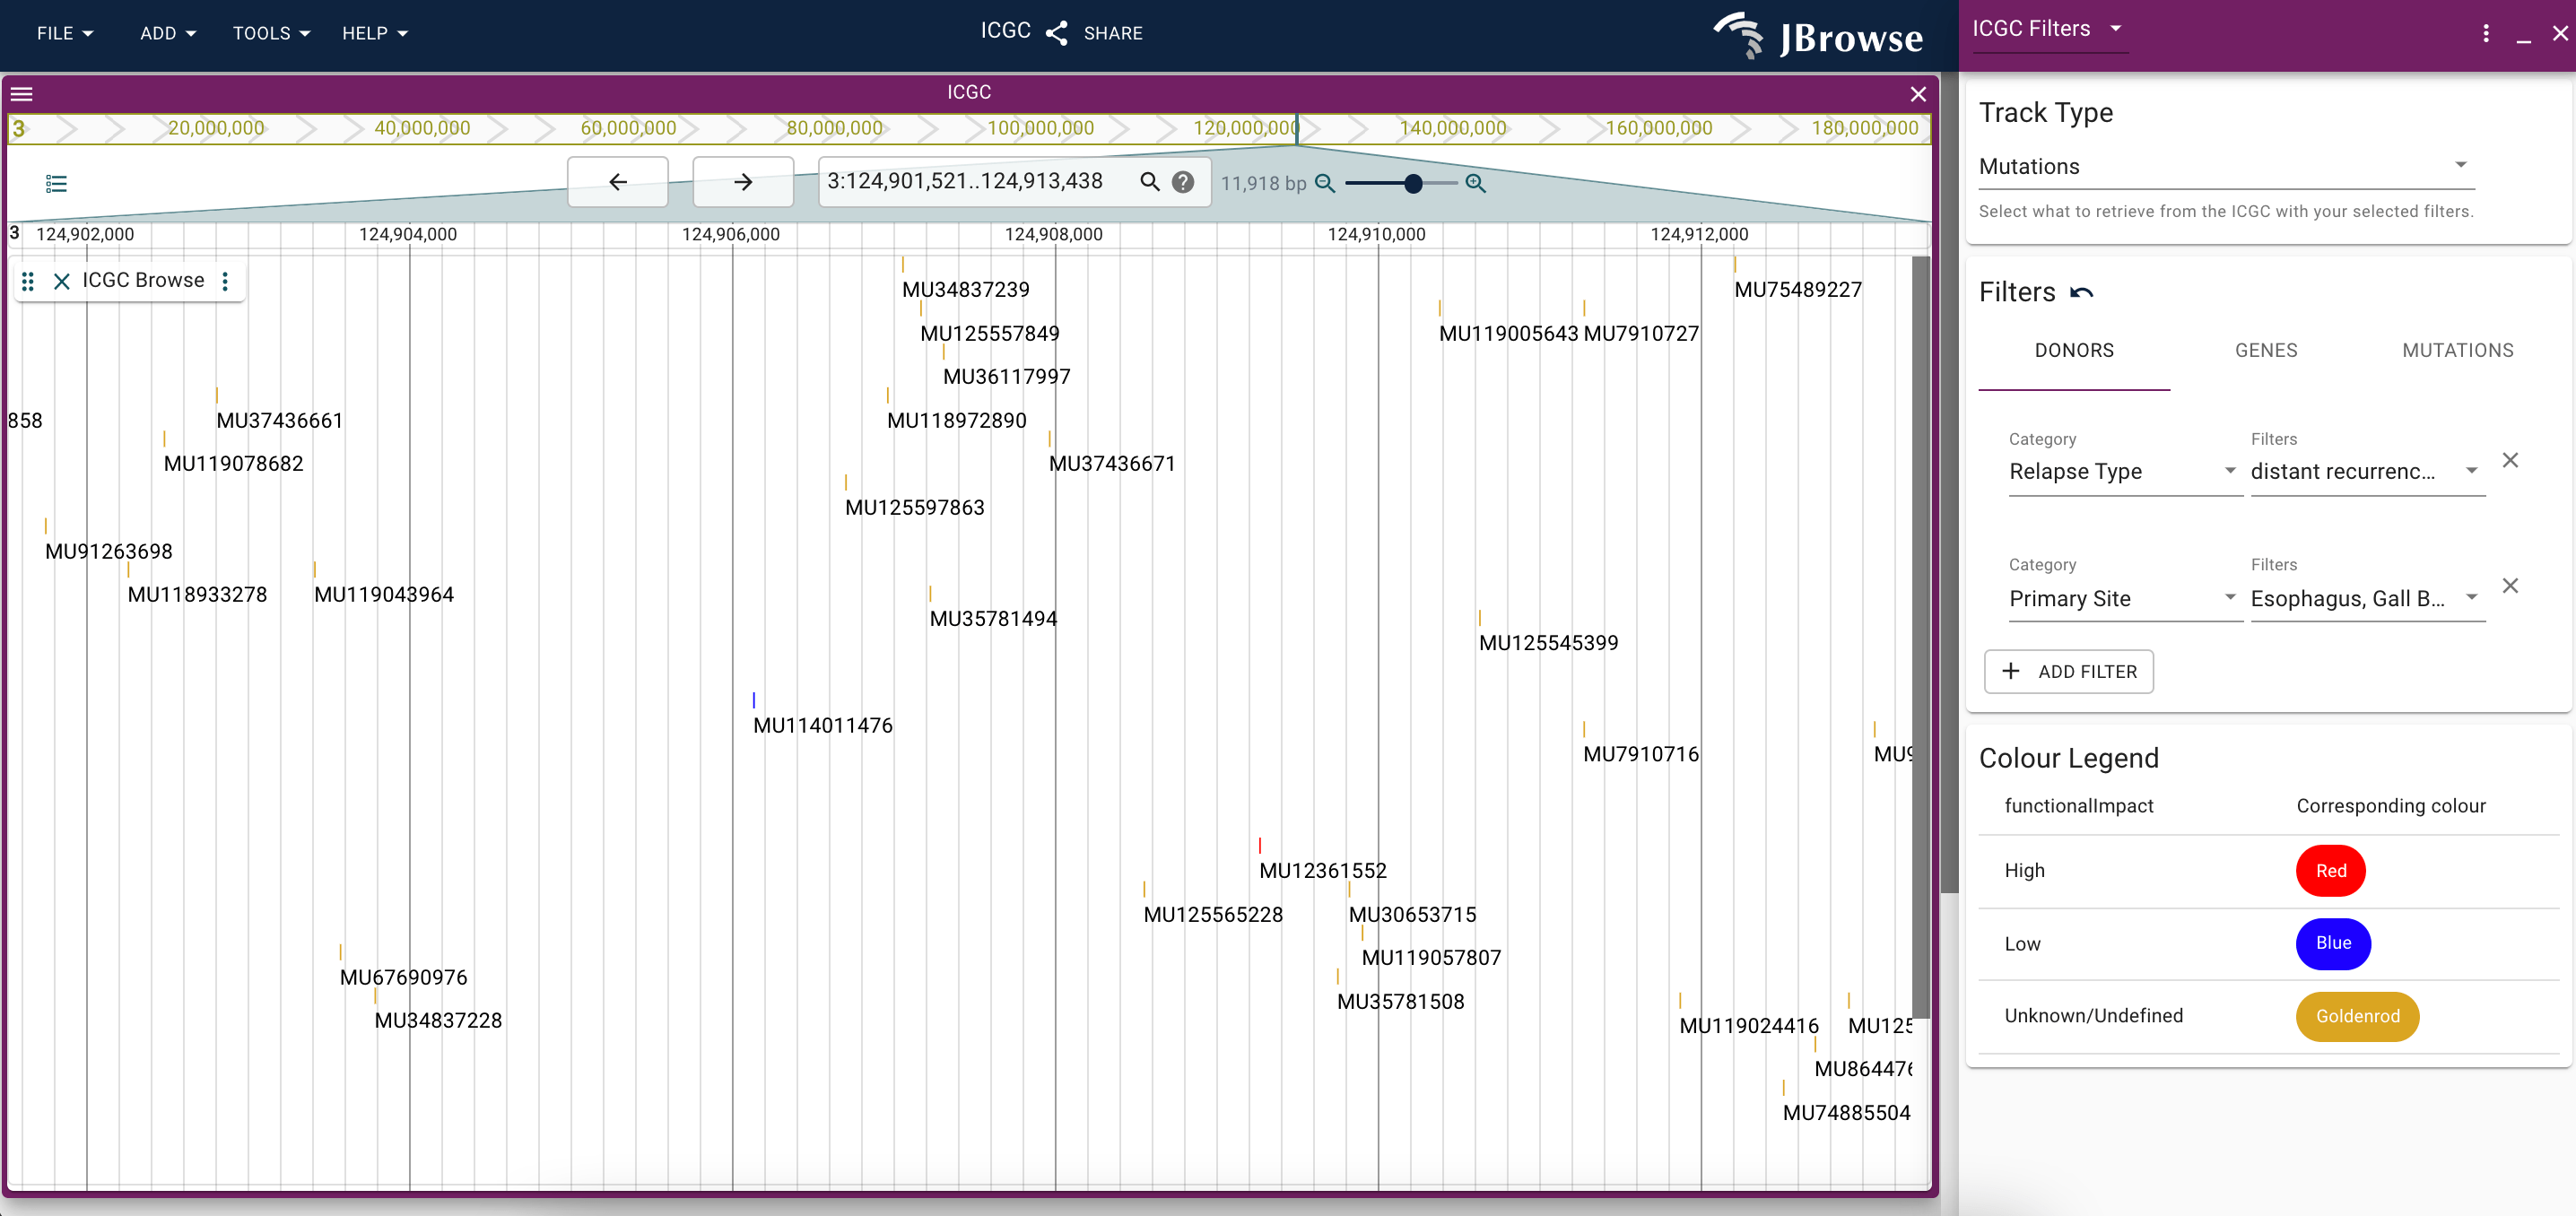 FILE ADD TOOLS HELP ICGC SHARE JBrowse
ICGC
3 20,000,000 40,000,000 60,000,000 80,000,000 100,000,000 120,000,000 140,000,000 160,000,000 180,000,000
3:124,901,521..124,913,438 11,918 bp
3 124,902,000 124,904,000 124,906,000 124,908,000 124,910,000 124,912,000
ICGC Browse
MU34837239 MU75489227
MU125557849 MU119005643 MU7910727
MU36117997
858 MU37436661 MU118972890
MU119078682 MU37436671
MU125597863
MU91263698
MU118933278 MU119043964
MU35781494
MU125545399
MU114011476
MU7910716 MU9
MU12361552
MU125565228 MU30653715
MU119057807
MU67690976
MU35781508
MU34837228 MU119024416 MU125
MU864476
MU74885504
ICGC Filters
Track Type
Mutations
Select what to retrieve from the ICGC with your selected filters.
Filters
DONORS GENES MUTATIONS
Category Filters
Relapse Type distant recurrenc...
Category Filters
Primary Site Esophagus, Gall B...
ADD FILTER
Colour Legend
functionalImpact Corresponding colour
High Red
Low Blue
Unknown/Undefined Goldenrod